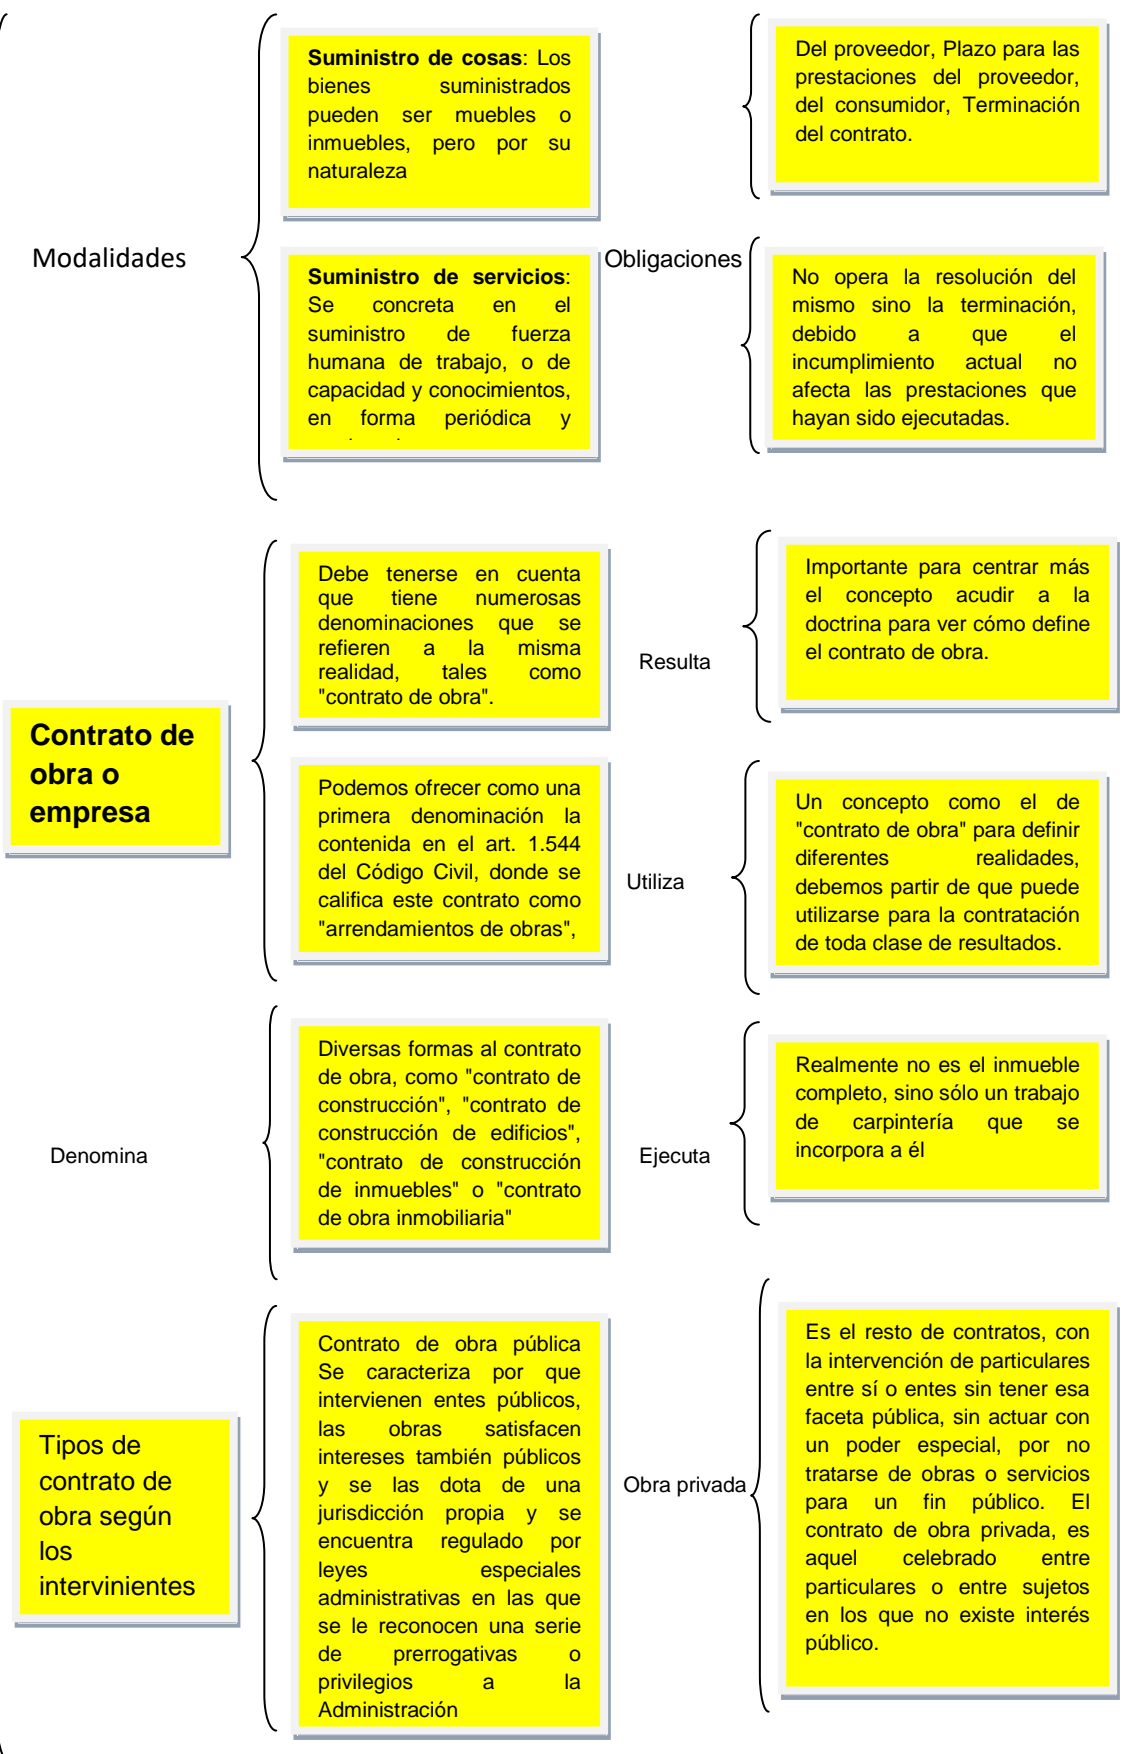 Modalidades
Suministro de cosas: Los
bienes suministrados
pueden ser muebles o
inmuebles, pero por su
naturaleza
Suministro de servicios:
Se concreta en el
suministro de fuerza
humana de trabajo, o de
capacidad y conocimientos,
en forma periódica y
Obligaciones
Del proveedor, Plazo para las
prestaciones del proveedor,
del consumidor, Terminación
del contrato.
No opera la resolución del
mismo sino la terminación,
debido a que el
incumplimiento actual no
afecta las prestaciones que
hayan sido ejecutadas.
Contrato de
obra o
empresa
Debe tenerse en cuenta
que tiene numerosas
denominaciones que se
refieren a la misma
realidad, tales como
"contrato de obra".
Resulta
Importante para centrar más
el concepto acudir a la
doctrina para ver cómo define
el contrato de obra.
Podemos ofrecer como una
primera denominación la
contenida en el art. 1.544
del Código Civil, donde se
califica este contrato como
"arrendamientos de obras",
Utiliza
Un concepto como el de
"contrato de obra" para definir
diferentes realidades,
debemos partir de que puede
utilizarse para la contratación
de toda clase de resultados.
Denomina
Diversas formas al contrato
de obra, como "contrato de
construcción", "contrato de
construcción de edificios",
"contrato de construcción
de inmuebles" o "contrato
de obra inmobiliaria"
Ejecuta
Realmente no es el inmueble
completo, sino sólo un trabajo
de carpintería que se
incorpora a él
Tipos de
contrato de
obra según
los
intervinientes
Contrato de obra pública
Se caracteriza por que
intervienen entes públicos,
las obras satisfacen
intereses también públicos
y se las dota de una
jurisdicción propia y se
encuentra regulado por
leyes especiales
administrativas en las que
se le reconocen una serie
de prerrogativas o
privilegios a la
Administración
Obra privada
Es el resto de contratos, con
la intervención de particulares
entre sí o entes sin tener esa
faceta pública, sin actuar con
un poder especial, por no
tratarse de obras o servicios
para un fin público. El
contrato de obra privada, es
aquel celebrado entre
particulares o entre sujetos
en los que no existe interés
público.